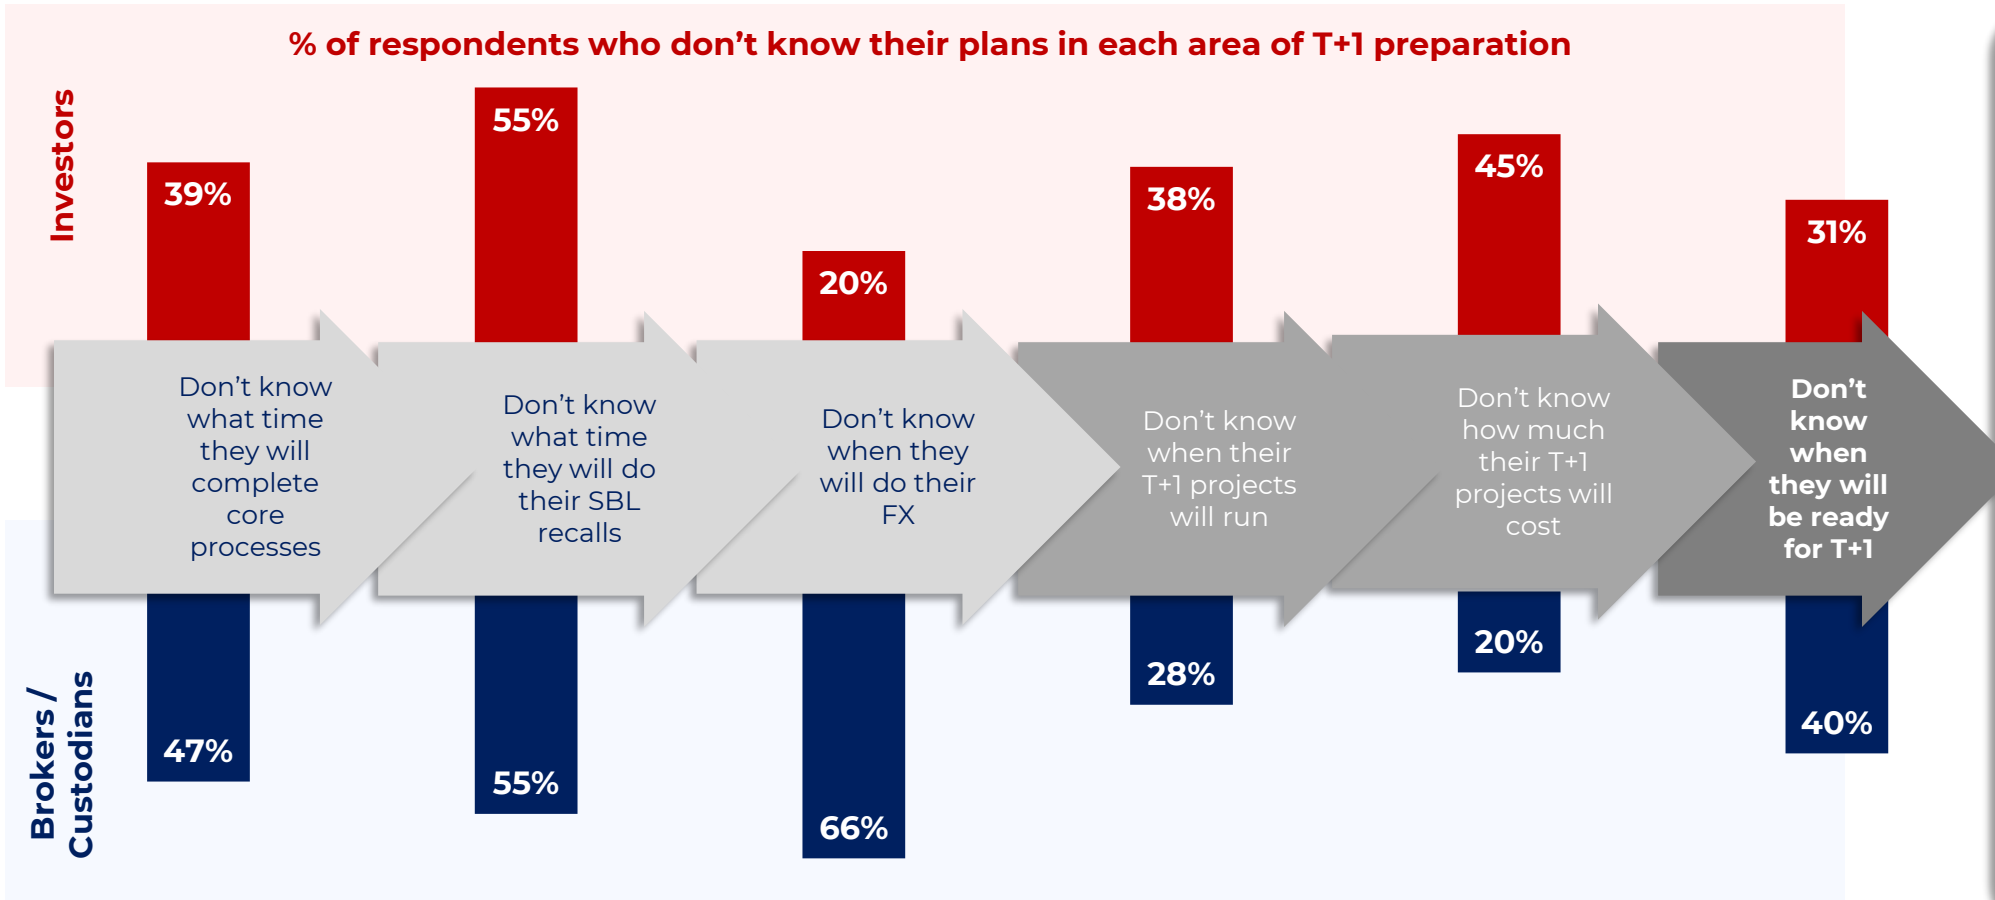 % of respondents who don’t know their plans in each area of T+1 preparation
Investors
39%
55%
20%
38%
45%
31%
Don’t know
what time
they will
complete
core
processes
Don’t know
what time
they will do
their SBL
recalls
Don’t know
when they
will do their
FX
Don’t know
when their
T+1 projects
will run
Don’t know
how much
their T+1
projects will
cost
Don’t
know
when
they will
be ready
for T+1
Brokers /
Custodians
47%
55%
66%
28%
20%
40%